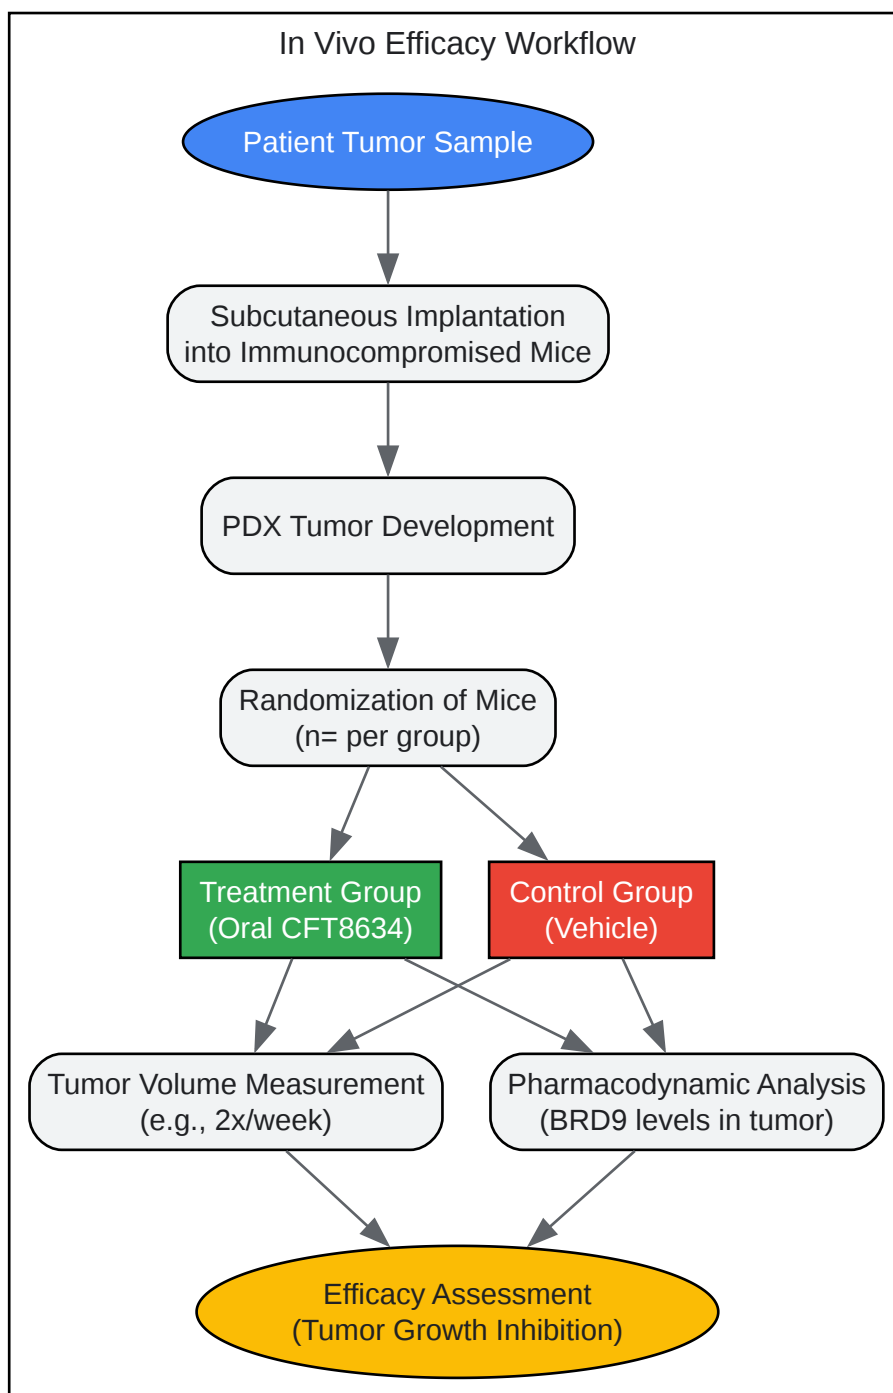 In Vivo Efficacy Workflow
Patient Tumor Sample
Subcutaneous Implantation
into Immunocompromised Mice
PDX Tumor Development
Randomization of Mice
(n= per group)
Treatment Group
(Oral CFT8634)
Control Group
(Vehicle)
Tumor Volume Measurement
(e.g., 2x/week)
Pharmacodynamic Analysis
(BRD9 levels in tumor)
Efficacy Assessment
(Tumor Growth Inhibition)